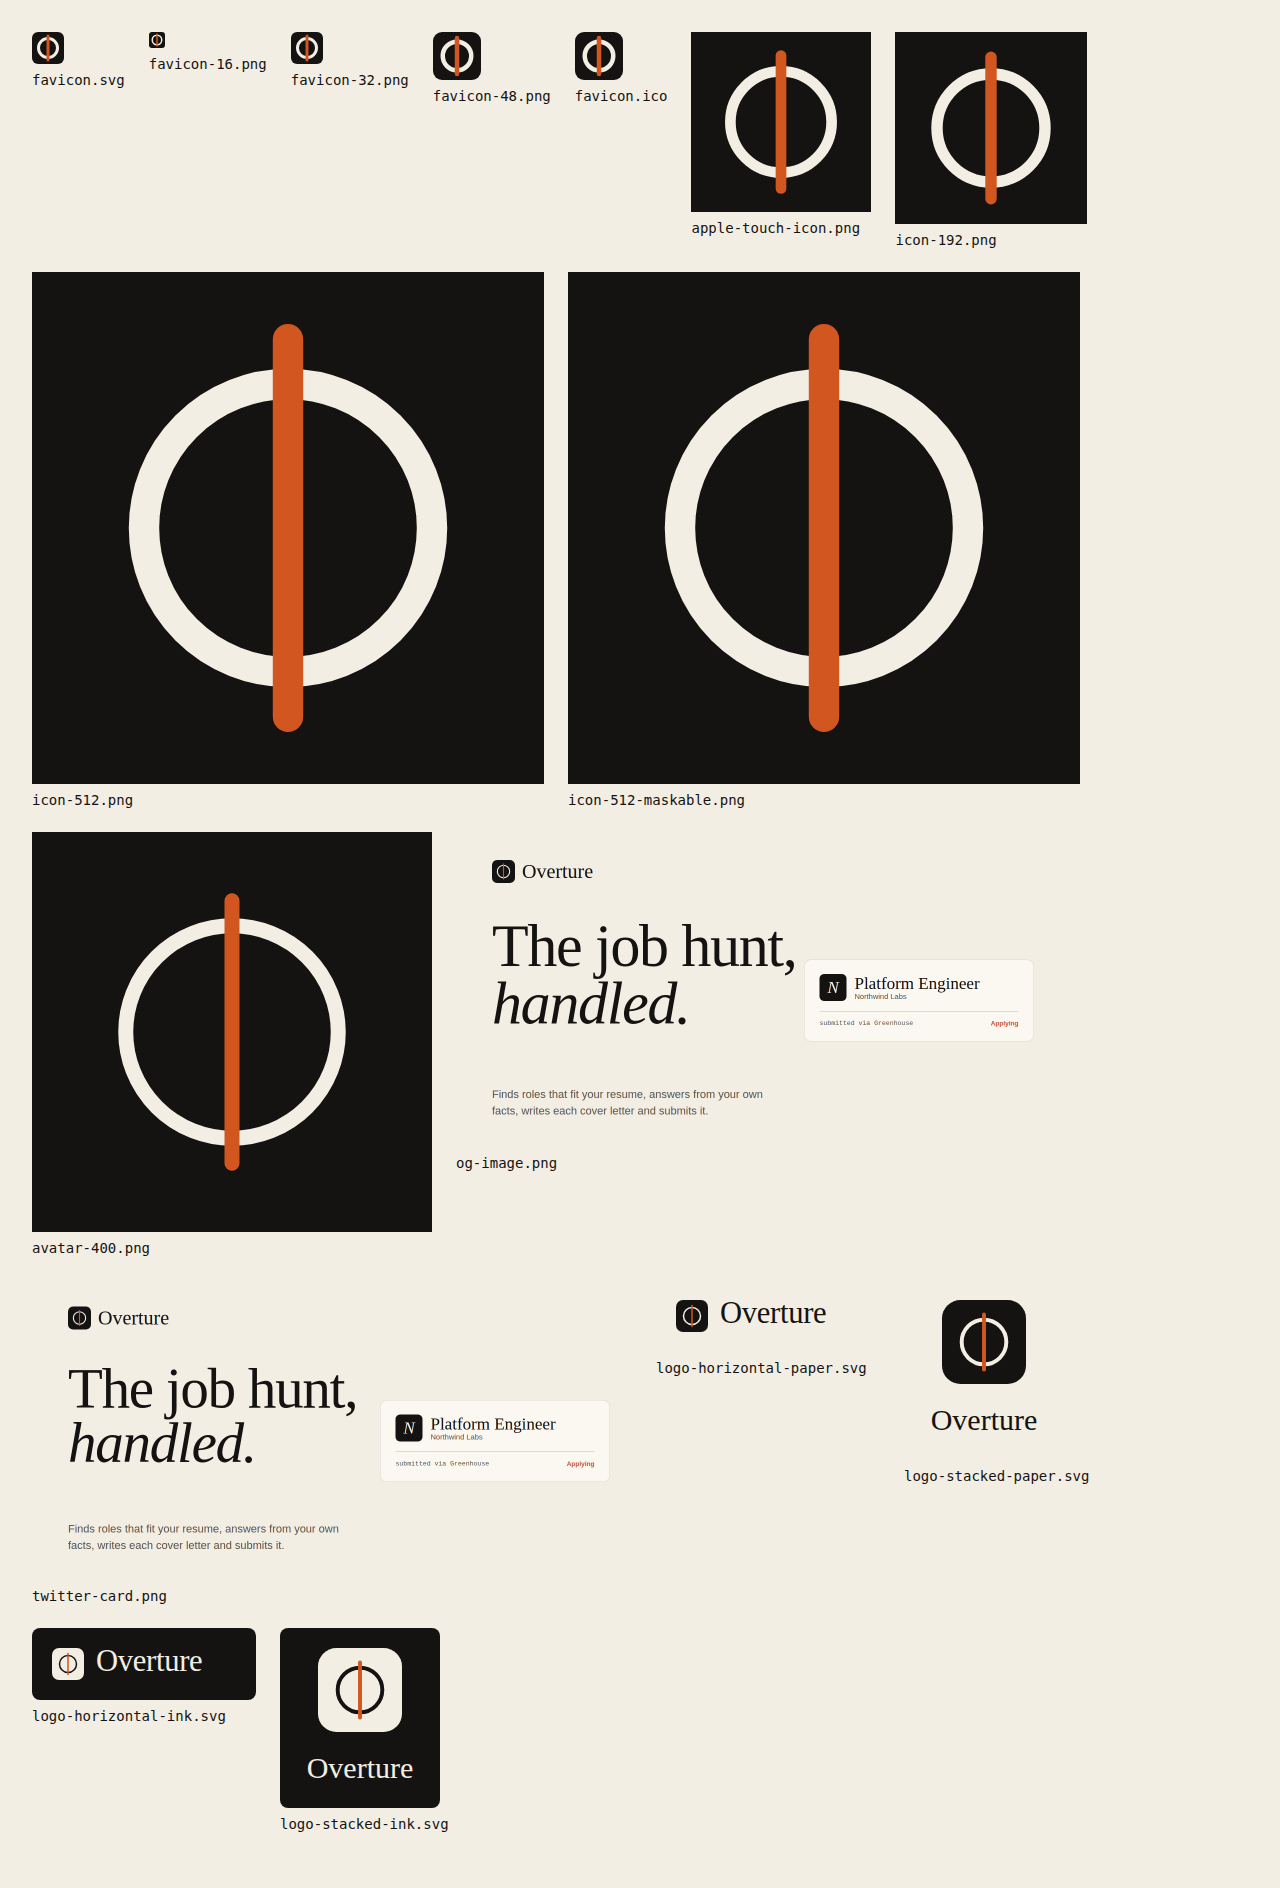 favicon.svg
favicon-16.png
favicon-32.png
favicon-48.png
favicon.ico
apple-touch-icon.png
icon-192.png
icon-512.png
icon-512-maskable.png
avatar-400.png
Overture
The job hunt,
handled.
N
Platform Engineer
Northwind Labs
submitted via Greenhouse
Applying
Finds roles that fit your resume, answers from your own
facts, writes each cover letter and submits it.
og-image.png
Overture
The job hunt,
handled.
N
Platform Engineer
Northwind Labs
submitted via Greenhouse
Applying
Finds roles that fit your resume, answers from your own
facts, writes each cover letter and submits it.
twitter-card.png
Overture
logo-horizontal-paper.svg
Overture
logo-stacked-paper.svg
Overture
logo-horizontal-ink.svg
Overture
logo-stacked-ink.svg